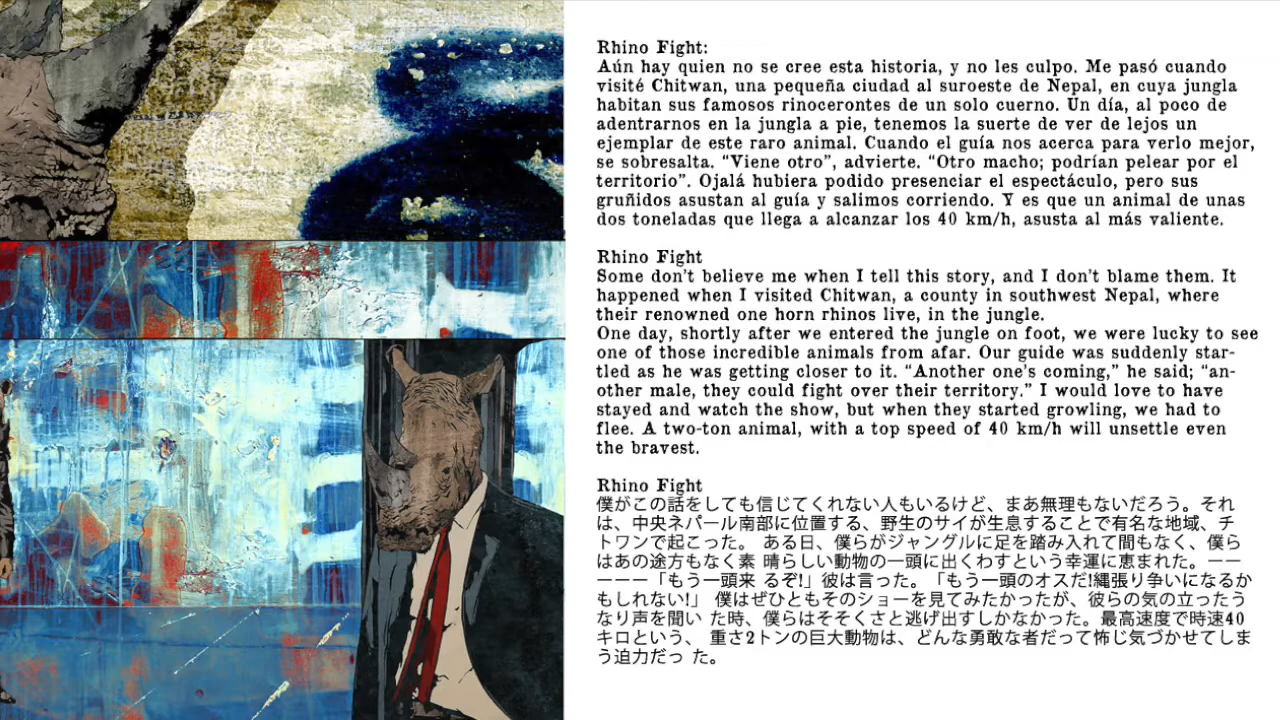 Rhino Fight:
Aún hay quien no se cree esta historia, y no les culpo. Me pasó cuando
visité Chitwan, una pequeña ciudad al suroeste de Nepal, en cuya jungla
habitan sus famosos rinocerontes de un solo cuerno. Un día, al poco de
adentrarnos en la jungla a pie, tenemos la suerte de ver de lejos un
ejemplar de este raro animal. Cuando el guía nos acerca para verlo mejor,
se sobresalta. “Viene otro”, advierte. “Otro macho; podrían pelear por el
territorio”. Ojalá hubiera podido presenciar el espectáculo, pero sus
gruñidos asustan al guía y salimos corriendo. Y es que un animal de unas
dos toneladas que llega a alcanzar los 40 km/h, asusta al más valiente.
Rhino Fight
Some don't believe me when I tell this story, and I don't blame them. It
happened when I visited Chitwan, a county in southwest Nepal, where
their renowned one horn rhinos live, in the jungle.
One day, shortly after we entered the jungle on foot, we were lucky to see
one of those incredible animals from afar. Our guide was suddenly star-
tled as he was getting closer to it. “Another one's coming,” he said; “an-
other male, they could fight over their territory.” I would love to have
stayed and watch the show, but when they started growling, we had to
flee. A two-ton animal, with a top speed of 40 km/h will unsettle even
the bravest.
Rhino Fight
僕がこの話をしても信じてくれない人もいるけど、まあ無理もないだろう。それ
は、中央ネパール南部に位置する、野生のサイが生息することで有名な地域、チ
トワンで起こった。 ある日、僕らがジャングルに足を踏み入れて間もなく、僕ら
はあの途方もなく素 晴らしい動物の一頭に出くわすという幸運に恵まれた。ーー
ーーー「もう一頭来 るぞ!」彼は言った。「もう一頭のオスだ!縄張り争いになるか
もしれない!」 僕はぜひともそのショーを見てみたかったが、彼らの気の立ったう
なり声を聞い た時、僕らはそそくさと逃げ出すしかなかった。最高速度で時速40
キロという、 重さ2トンの巨大動物は、どんな勇敢な者だって怖じ気づかせてしま
う迫力だっ た。